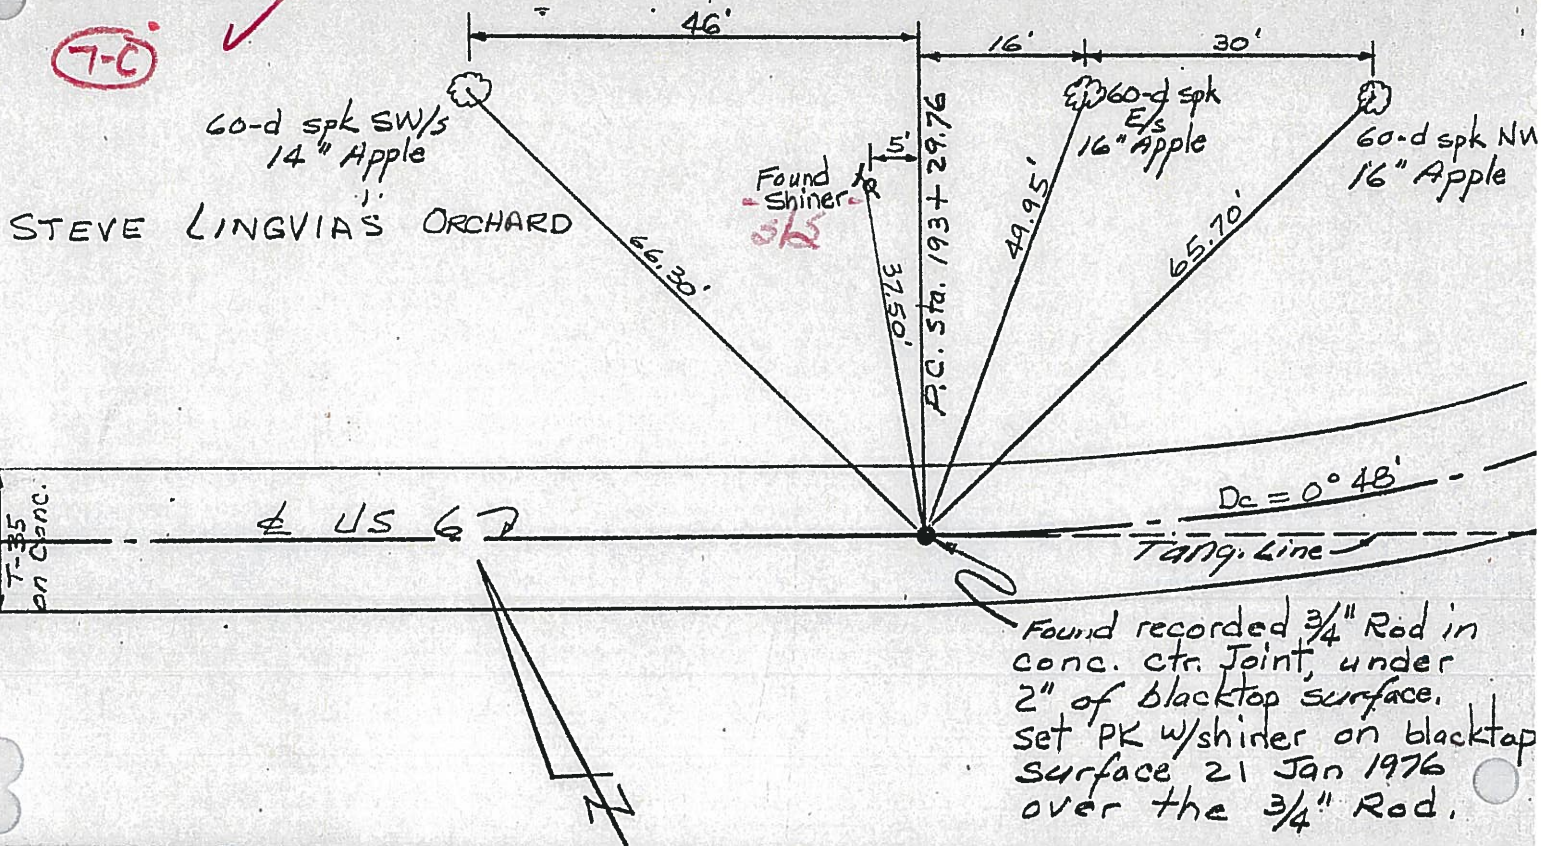 7-C
46'
16'
30'
60-d spk SW/s
14" Apple
60-d spk
E/s
16" Apple
60-d spk NW
16" Apple
5'
Found
- Shiner -
STEVE LINGVIA'S ORCHARD
66.30'
37.50'
P.C. Sta. 193 + 29.76
49.95'
65.70'
T-35
on Conc.
℄ US 6
Dc = 0° 48'
Tang. Line
N
Found recorded 3/4" Rod in
conc. ctr. Joint, under
2" of blacktop surface.
set PK w/shiner on blacktop
surface 21 Jan 1976
over the 3/4" Rod.